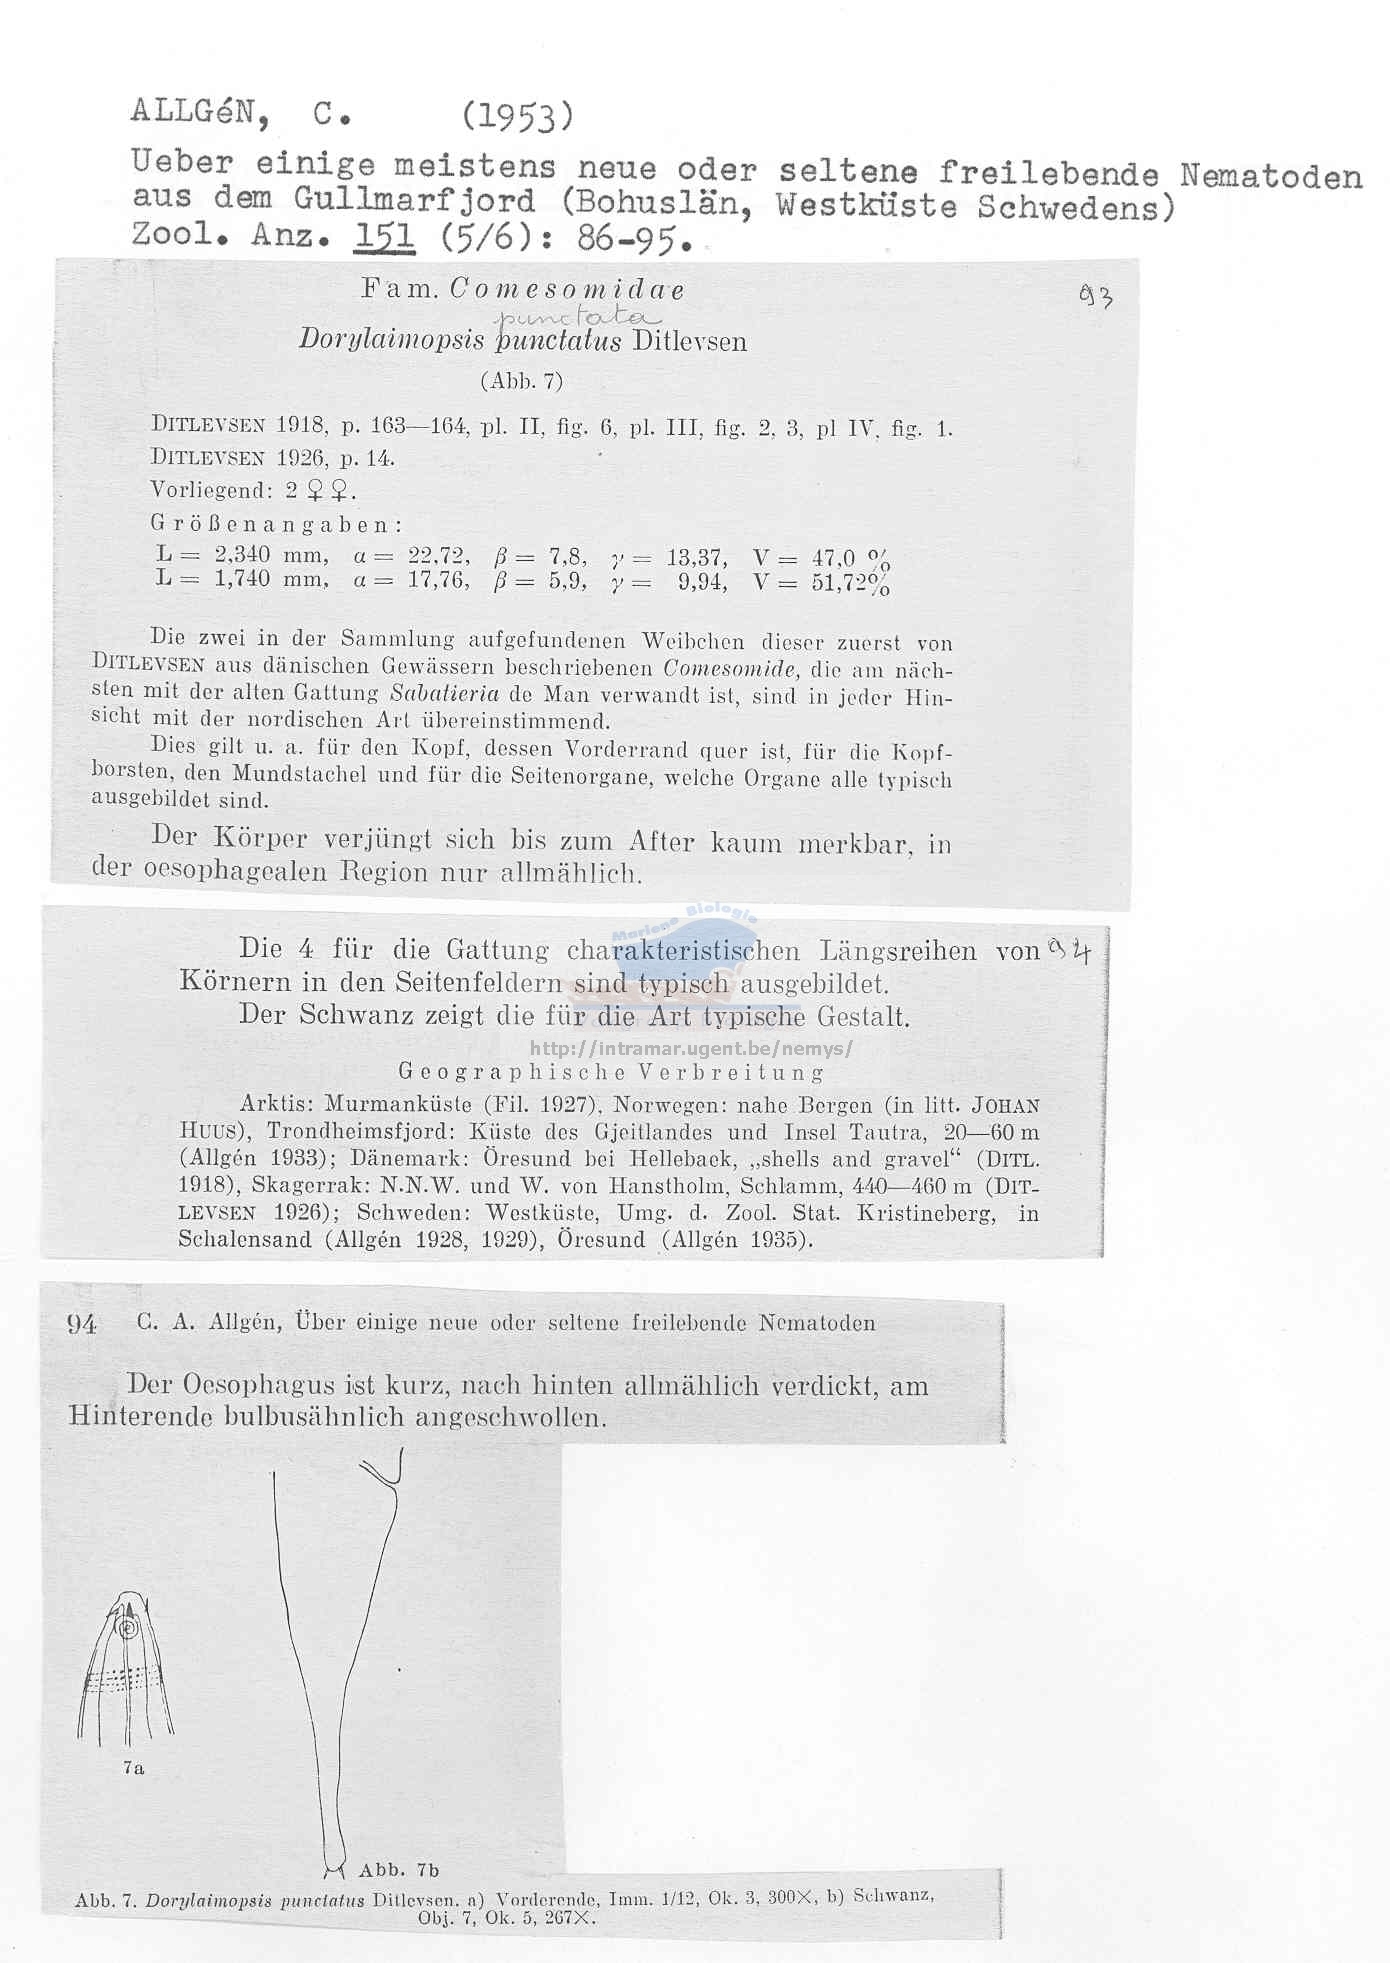 ALLGéN, C. (1953)
Ueber einige meistens neue oder seltene freilebende Nematoden
aus dem Gullmarfjord (Bohuslän, Westküste Schwedens)
Zool. Anz. 151 (5/6): 86-95.
Fam. Comesomidae
93
punctata
Dorylaimopsis punctatus Ditlevsen
(Abb. 7)
DITLEVSEN 1918, p. 163—164, pl. II, fig. 6, pl. III, fig. 2, 3, pl IV, fig. 1.
DITLEVSEN 1926, p. 14.
Vorliegend: 2 ♀♀.
Größenangaben:
L = 2,340 mm, α = 22,72, β = 7,8, γ = 13,37, V = 47,0 %
L = 1,740 mm, α = 17,76, β = 5,9, γ = 9,94, V = 51,72%
Die zwei in der Sammlung aufgefundenen Weibchen dieser zuerst von
DITLEVSEN aus dänischen Gewässern beschriebenen Comesomide, die am näch-
sten mit der alten Gattung Sabatieria de Man verwandt ist, sind in jeder Hin-
sicht mit der nordischen Art übereinstimmend.
Dies gilt u. a. für den Kopf, dessen Vorderrand quer ist, für die Kopf-
borsten, den Mundstachel und für die Seitenorgane, welche Organe alle typisch
ausgebildet sind.
Der Körper verjüngt sich bis zum After kaum merkbar, in
der oesophagealen Region nur allmählich.
Mariene Biologie
Die 4 für die Gattung charakteristischen Längsreihen von 94
Körnern in den Seitenfeldern sind typisch ausgebildet.
Der Schwanz zeigt die für die Art typische Gestalt.
http://intramar.ugent.be/nemys/
Geographische Verbreitung
Arktis: Murmanküste (Fil. 1927), Norwegen: nahe Bergen (in litt. JOHAN
HUUS), Trondheimsfjord: Küste des Gjeitlandes und Insel Tautra, 20—60 m
(Allgén 1933); Dänemark: Öresund bei Hellebaek, „shells and gravel“ (DITL.
1918), Skagerrak: N.N.W. und W. von Hanstholm, Schlamm, 440—460 m (DIT-
LEVSEN 1926); Schweden: Westküste, Umg. d. Zool. Stat. Kristineberg, in
Schalensand (Allgén 1928, 1929), Öresund (Allgén 1935).
94 C. A. Allgén, Über einige neue oder seltene freilebende Nematoden
Der Oesophagus ist kurz, nach hinten allmählich verdickt, am
Hinterende bulbusähnlich angeschwollen.
7a
Abb. 7b
Abb. 7. Dorylaimopsis punctatus Ditlevsen. a) Vorderende, Imm. 1/12, Ok. 3, 300X, b) Schwanz,
Obj. 7, Ok. 5, 267X.